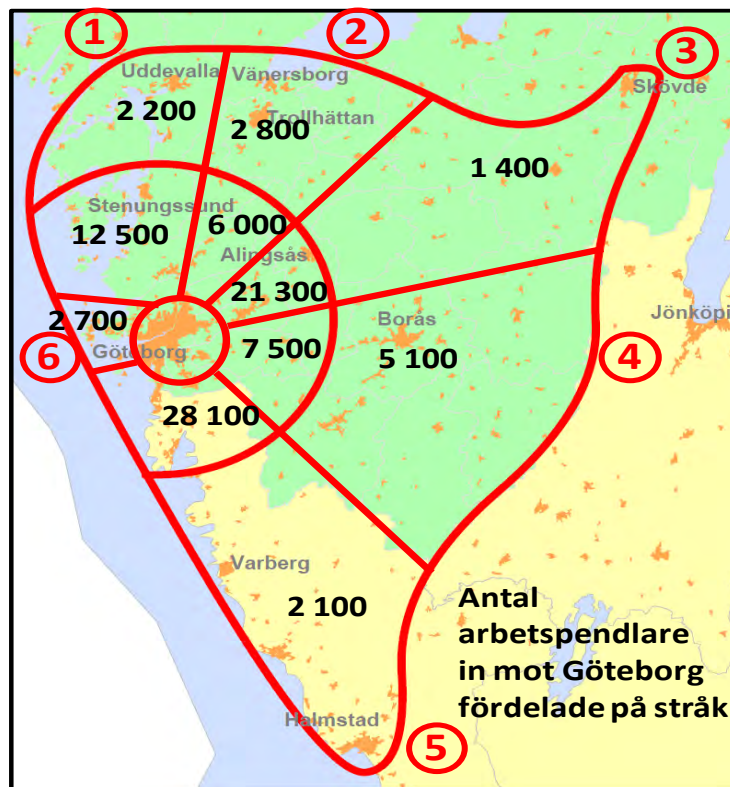 1
2
3
Uddevalla
Vänersborg
Skövde
2 200
2 800
Trollhättan
1 400
Stenungssund
6 000
12 500
Alingsås
21 300
2 700
Borås
Jönköpi
6
Göteborg
7 500
5 100
4
28 100
Varberg
2 100
Antal
arbetspendlare
in mot Göteborg
fördelade på stråk
Halmstad
5